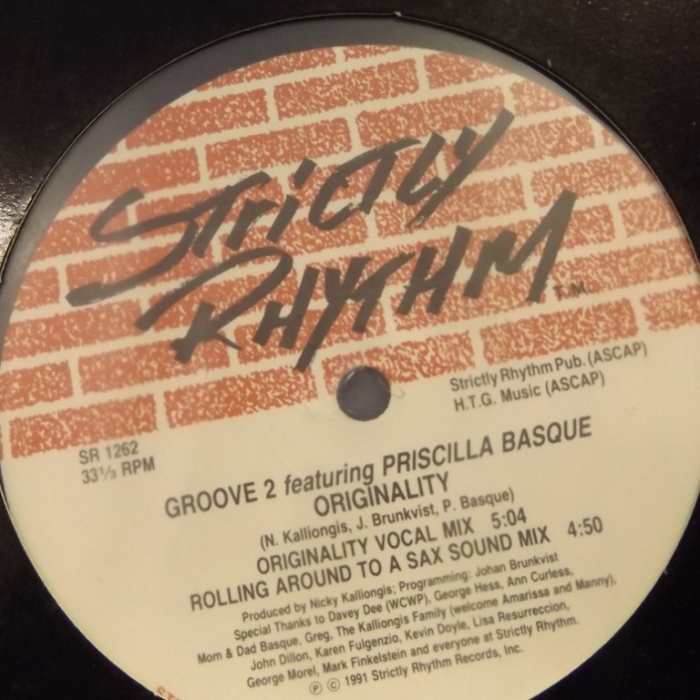 STRICTLY
RHYTHM
T.M.
Strictly Rhythm Pub. (ASCAP)
H.T.G. Music (ASCAP)
SR 1262
33⅓ RPM
GROOVE 2 featuring PRISCILLA BASQUE
ORIGINALITY
(N. Kalliongis, J. Brunkvist, P. Basque)
ORIGINALITY VOCAL MIX 5:04
ROLLING AROUND TO A SAX SOUND MIX 4:50
Produced by Nicky Kalliongis; Programming: Johan Brunkvist
Special Thanks to Davey Dee (WCWP), George Hess, Ann Curless,
Mom & Dad Basque, Greg, The Kalliongis Family (welcome Amarissa and Manny),
John Dillon, Karen Fulgenzio, Kevin Doyle, Lisa Resurreccion,
George Morel, Mark Finkelstein and everyone at Strictly Rhythm.
Ⓟ © 1991 Strictly Rhythm Records, Inc.